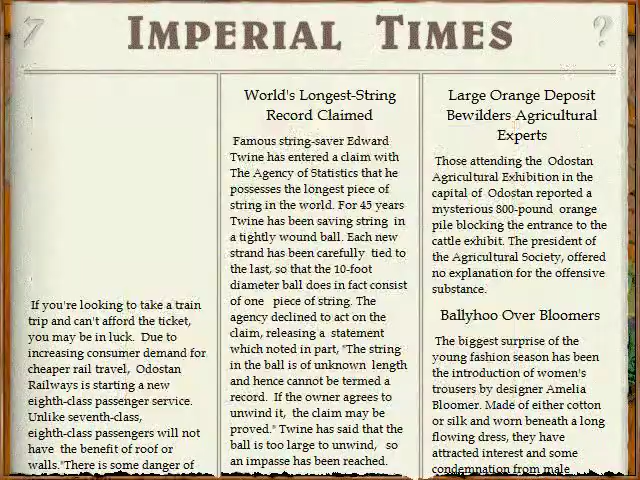 7
IMPERIAL TIMES
?
If you're looking to take a train
trip and can't afford the ticket,
you may be in luck. Due to
increasing consumer demand for
cheaper rail travel, Odostan
Railways is starting a new
eighth-class passenger service.
Unlike seventh-class,
eighth-class passengers will not
have the benefit of roof or
walls."There is some danger of
World's Longest-String
Record Claimed
Famous string-saver Edward
Twine has entered a claim with
The Agency of Statistics that he
possesses the longest piece of
string in the world. For 45 years
Twine has been saving string in
a tightly wound ball. Each new
strand has been carefully tied to
the last, so that the 10-foot
diameter ball does in fact consist
of one piece of string. The
agency declined to act on the
claim, releasing a statement
which noted in part, "The string
in the ball is of unknown length
and hence cannot be termed a
record. If the owner agrees to
unwind it, the claim may be
proved." Twine has said that the
ball is too large to unwind, so
an impasse has been reached.
Large Orange Deposit
Bewilders Agricultural
Experts
Those attending the Odostan
Agricultural Exhibition in the
capital of Odostan reported a
mysterious 800-pound orange
pile blocking the entrance to the
cattle exhibit. The president of
the Agricultural Society, offered
no explanation for the offensive
substance.
Ballyhoo Over Bloomers
The biggest surprise of the
young fashion season has been
the introduction of women's
trousers by designer Amelia
Bloomer. Made of either cotton
or silk and worn beneath a long
flowing dress, they have
attracted interest and some
condemnation from male